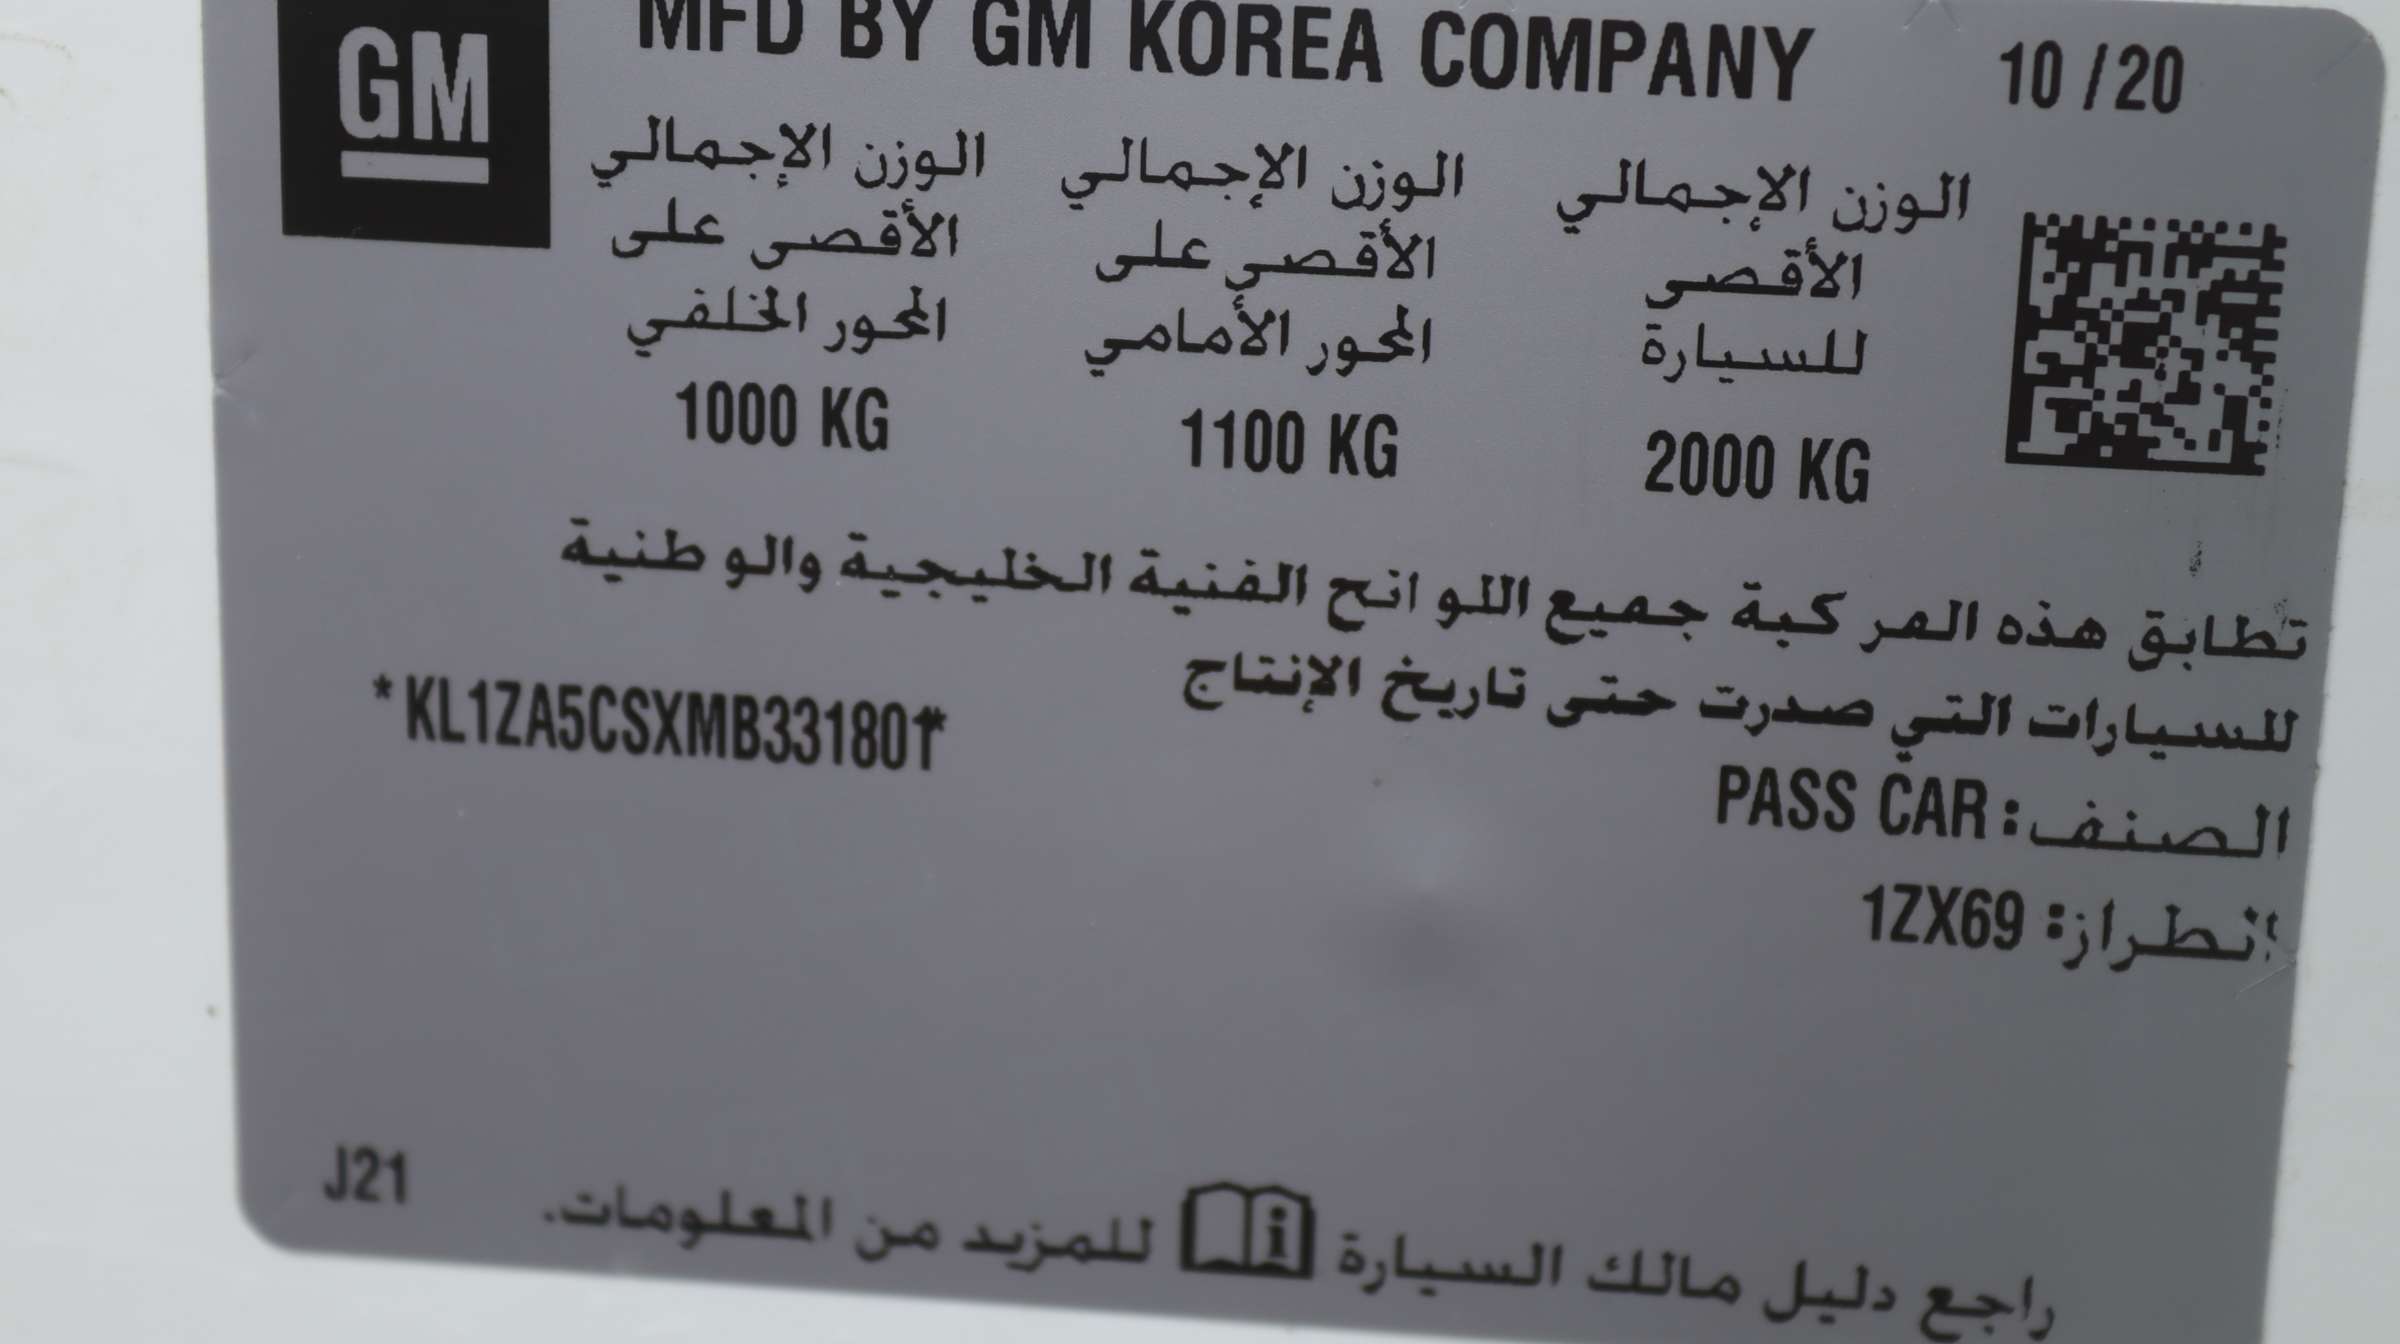 GM
MFD BY GM KOREA COMPANY 10 / 20
الوزن الإجمالي
الأقصى
للسيارة
2000 KG
الوزن الإجمالي
الأقصى على
المحور الأمامي
1100 KG
الوزن الإجمالي
الأقصى على
المحور الخلفي
1000 KG
تطابق هذه المركبة جميع اللوائح الفنية الخليجية والوطنية
للسيارات التي صدرت حتى تاريخ الإنتاج
*KL1ZA5CSXMB331801*
الصنف: PASS CAR
الطراز: 1ZX69
J21
راجع دليل مالك السيارة للمزيد من المعلومات.